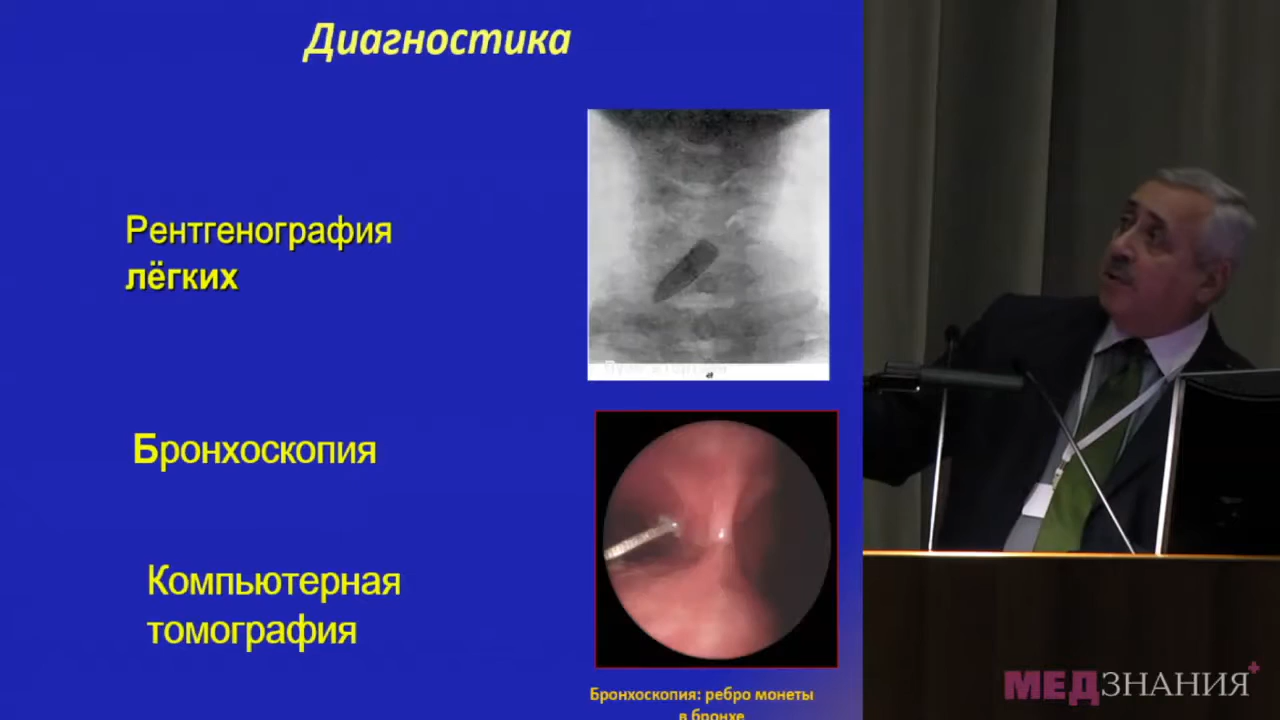 Диагностика
Рентгенография
лёгких
Бронхоскопия
Компьютерная
томография
Бронхоскопия: ребро монеты
в бронхе
МЕДЗНАНИЯ+